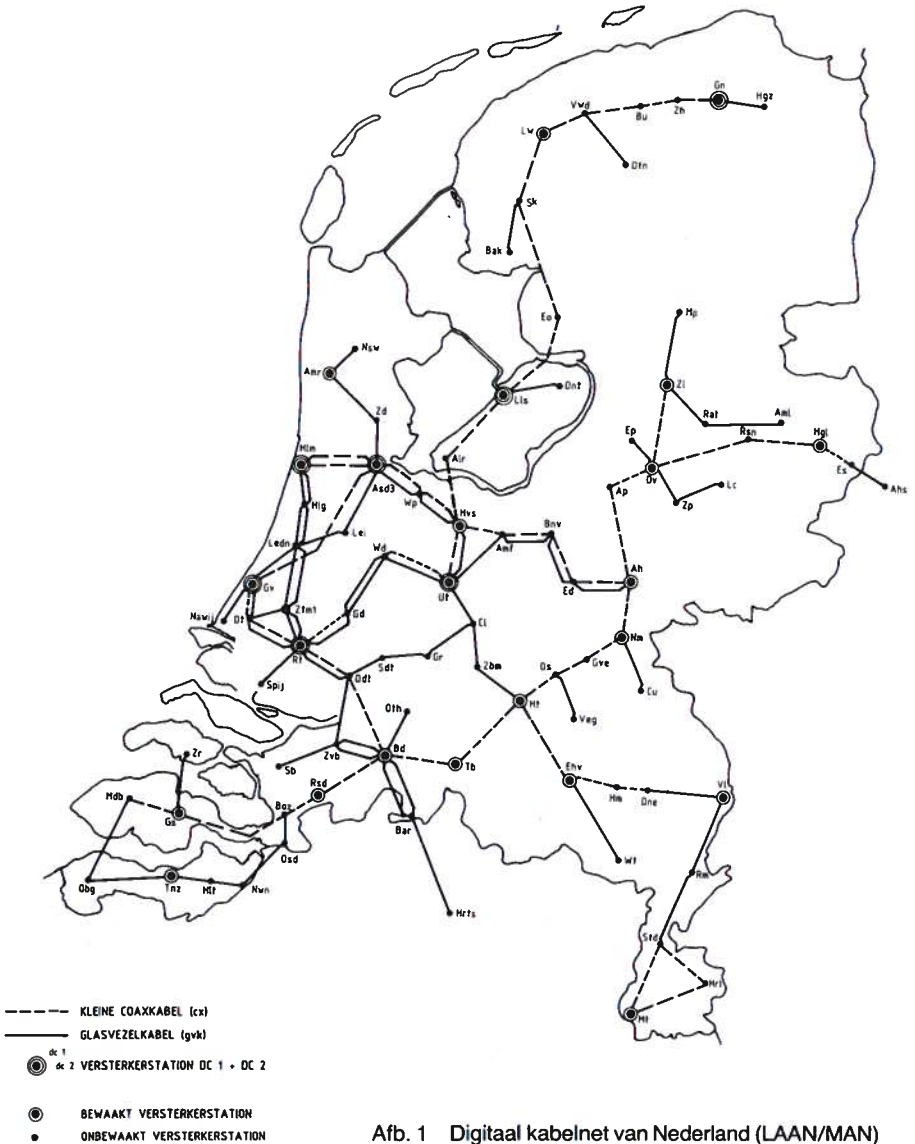 Gn
Hgz
Vwd
Bu
Zh
Lw
Dtn
Sk
Bak
Eo
Hp
Nsw
Amr
Zl
Lls
Dnt
Zd
Rat
Aml
Ep
Rsn
Hgl
Hlm
Alr
Es
Asd3
Dv
Lc
Ahs
Wp
Ap
Zp
Hlg
Hvs
Bnv
Lei
Amf
Ledn
Wd
Gv
Ut
Ed
Ah
Ztm1
Gd
Nawij
Dt
Cl
Rt
Nm
Sdt
Gr
Zbm
Os
Gve
Spij
Ddt
Cu
Oth
Ht
Veg
Zr
Bd
Sb
Zvb
Tb
Rsd
Ehv
Mdb
Boz
Hm
Dne
Vl
Gs
Bar
Osd
Obg
Tnz
Hlt
Nwn
Wt
Rm
Hrts
Std
Hrl
Mt
KLEINE COAXKABEL (cx)
GLASVEZELKABEL (gvk)
dc 1
dc 2 VERSTERKERSTATION DC 1 + DC 2
BEWAAKT VERSTERKERSTATION
ONBEWAAKT VERSTERKERSTATION
Afb. 1 Digitaal kabelnet van Nederland (LAAN/MAN)